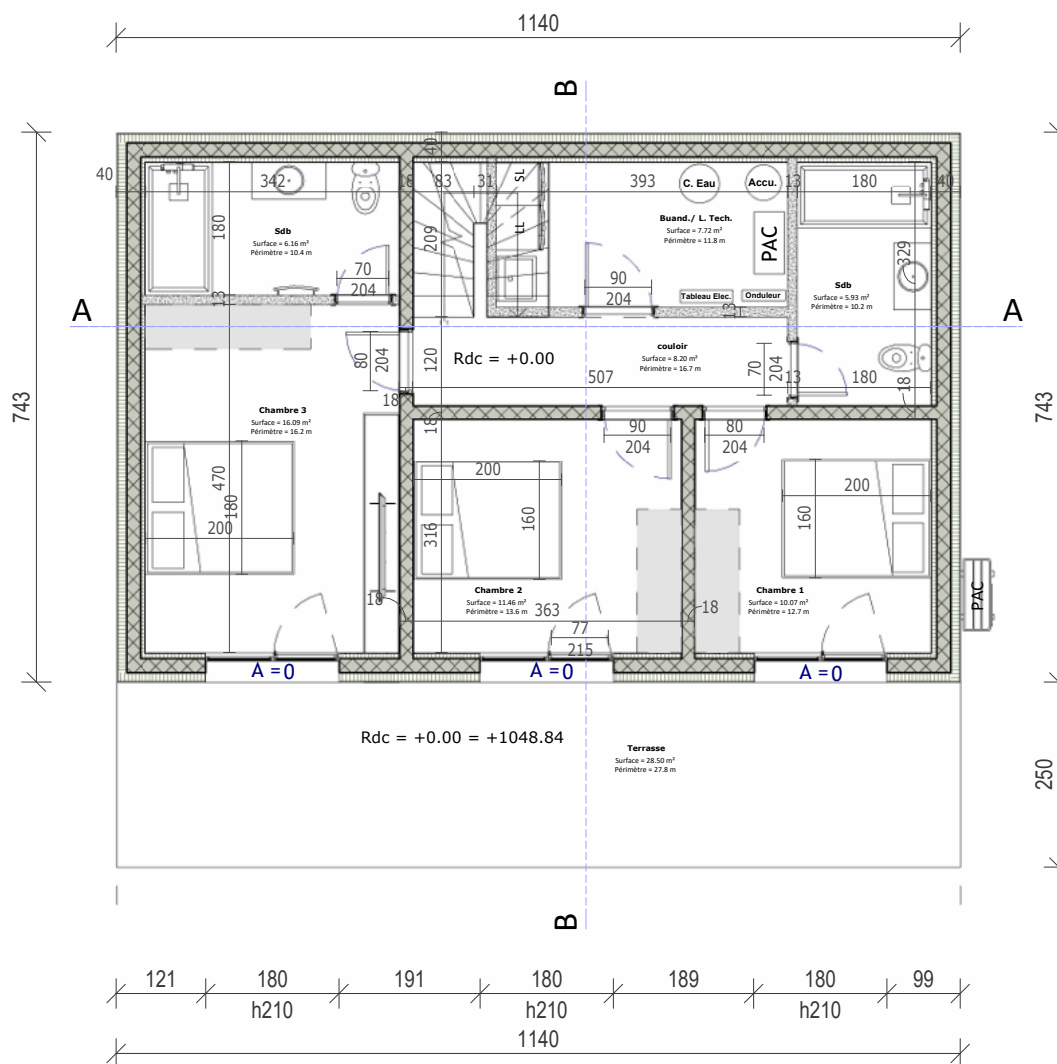 1140
B
40
342
18
83
31
393
13
180
40
40
SL
LL
C. Eau
Accu.
Buand./ L. Tech.
Surface = 7.72 m²
Périmètre = 11.8 m
PAC
Sdb
Surface = 6.16 m²
Périmètre = 10.4 m
180
209
70
204
90
204
Tableau Elec.
Onduleur
329
Sdb
Surface = 5.93 m²
Périmètre = 10.2 m
13
13
A
A
80
204
120
Rdc = +0.00
couloir
Surface = 8.20 m²
Périmètre = 16.7 m
507
70
204
13
180
18
18
18
743
743
Chambre 3
Surface = 16.09 m²
Périmètre = 16.2 m
90
204
80
204
470
180
200
200
160
316
200
160
Chambre 2
Surface = 11.46 m²
Périmètre = 13.6 m
Chambre 1
Surface = 10.07 m²
Périmètre = 12.7 m
PAC
18
363
18
77
215
A = 0
A = 0
A = 0
Rdc = +0.00 = +1048.84
Terrasse
Surface = 28.50 m²
Périmètre = 27.8 m
250
B
121
180
191
180
189
180
99
h210
h210
h210
1140